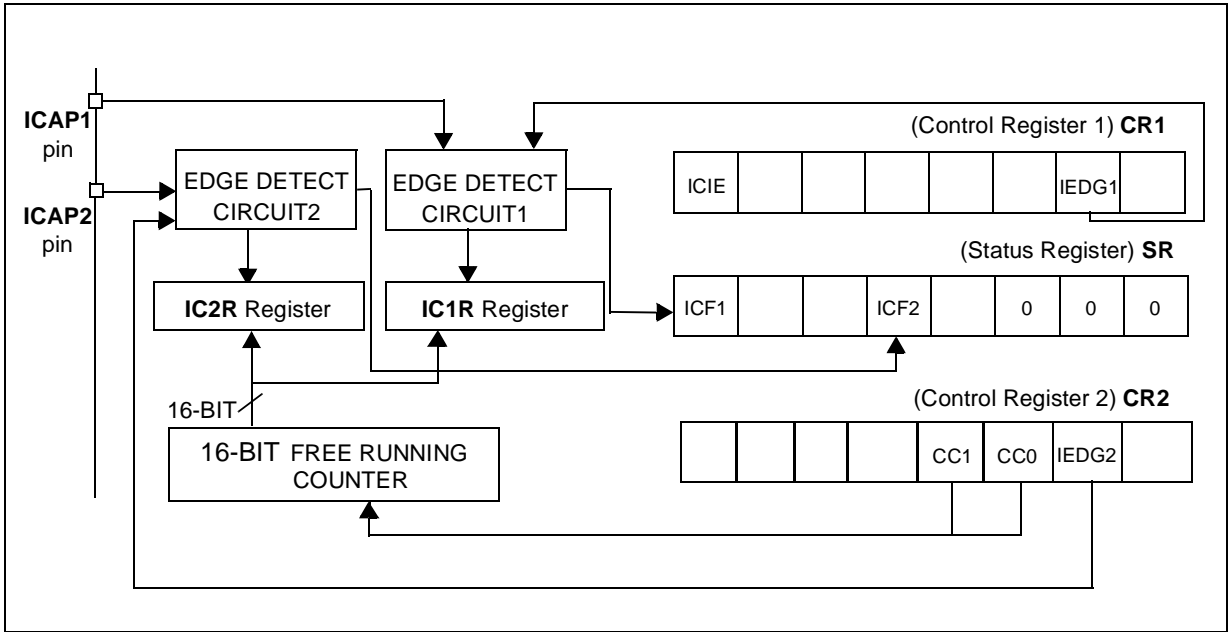 ICAP1
pin
ICAP2
pin
EDGE DETECT
CIRCUIT2
EDGE DETECT
CIRCUIT1
IC2R Register
IC1R Register
16-BIT
16-BIT FREE RUNNING
COUNTER
(Control Register 1) CR1
ICIE IEDG1
(Status Register) SR
ICF1 ICF2 0 0 0
(Control Register 2) CR2
CC1 CC0 IEDG2